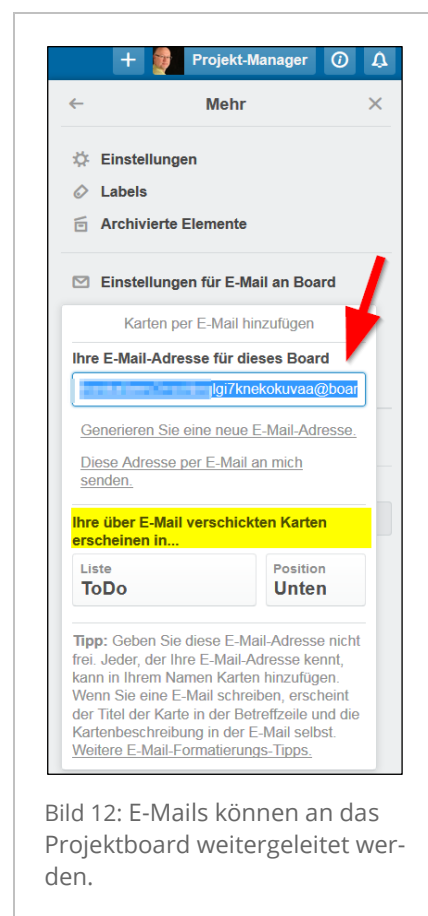 Projekt-Manager
Mehr
Einstellungen
Labels
Archivierte Elemente
Einstellungen für E-Mail an Board
Karten per E-Mail hinzufügen
Ihre E-Mail-Adresse für dieses Board
lgi7knekokuvaa@boar
Generieren Sie eine neue E-Mail-Adresse.
Diese Adresse per E-Mail an mich
senden.
Ihre über E-Mail verschickten Karten
erscheinen in...
Liste
ToDo
Position
Unten
Tipp: Geben Sie diese E-Mail-Adresse nicht
frei. Jeder, der Ihre E-Mail-Adresse kennt,
kann in Ihrem Namen Karten hinzufügen.
Wenn Sie eine E-Mail schreiben, erscheint
der Titel der Karte in der Betreffzeile und die
Kartenbeschreibung in der E-Mail selbst.
Weitere E-Mail-Formatierungs-Tipps.
Bild 12: E-Mails können an das
Projektboard weitergeleitet wer-
den.